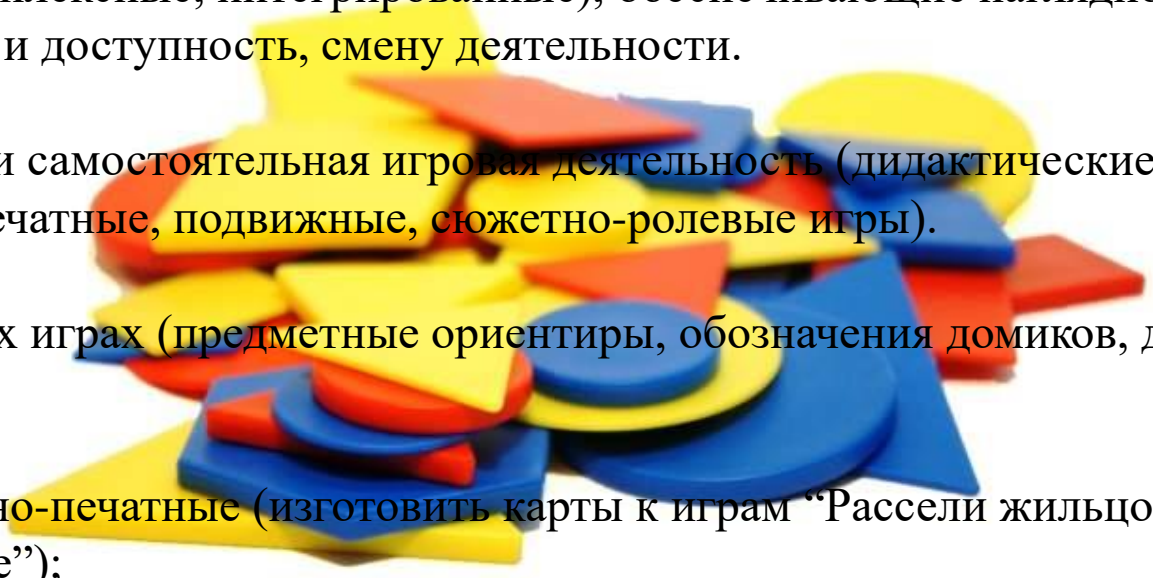 и доступность, смену деятельности.
и самостоятельная игровая деятельность (дидактические
ечатные, подвижные, сюжетно-ролевые игры).
х играх (предметные ориентиры, обозначения домиков, д
но-печатные (изготовить карты к играм “Рассели жильцо
е”);